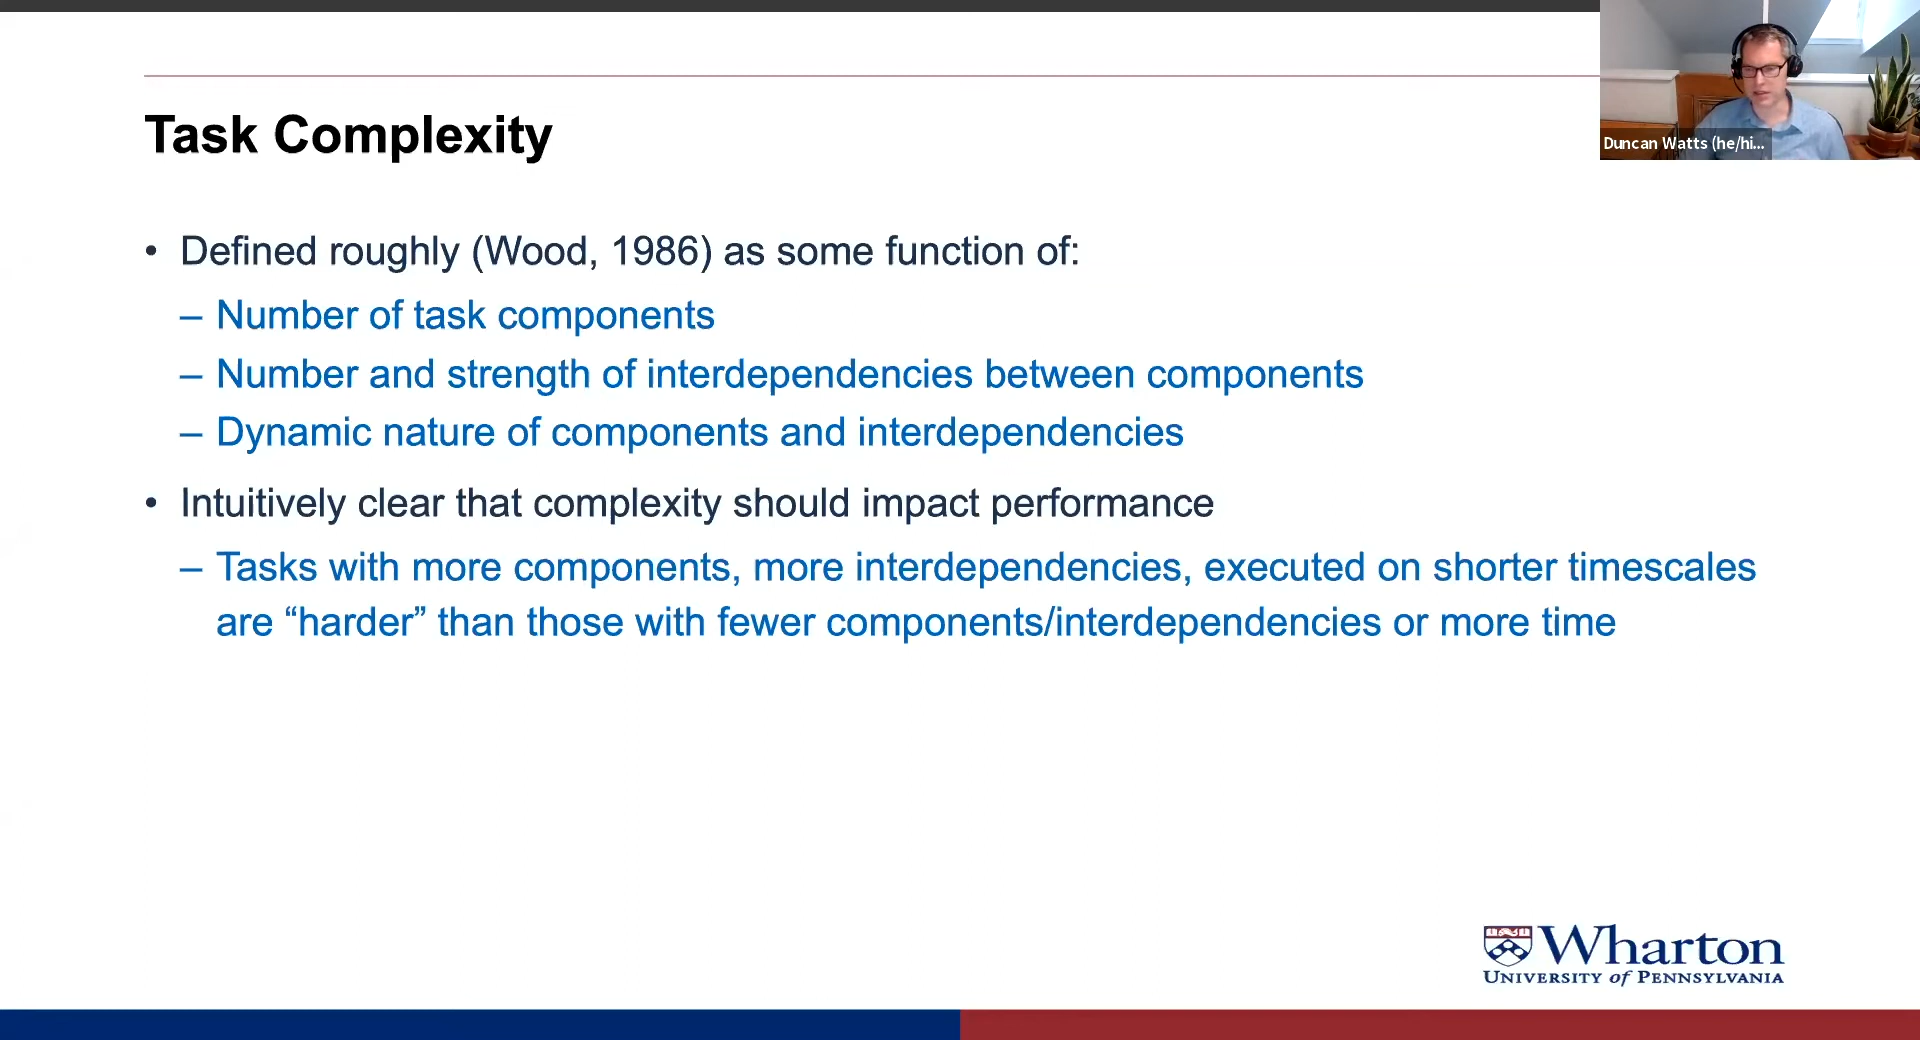 Duncan Watts (he/hi...
Task Complexity
• Defined roughly (Wood, 1986) as some function of:
– Number of task components
– Number and strength of interdependencies between components
– Dynamic nature of components and interdependencies
• Intuitively clear that complexity should impact performance
– Tasks with more components, more interdependencies, executed on shorter timescales
are “harder” than those with fewer components/interdependencies or more time
Wharton
UNIVERSITY of PENNSYLVANIA